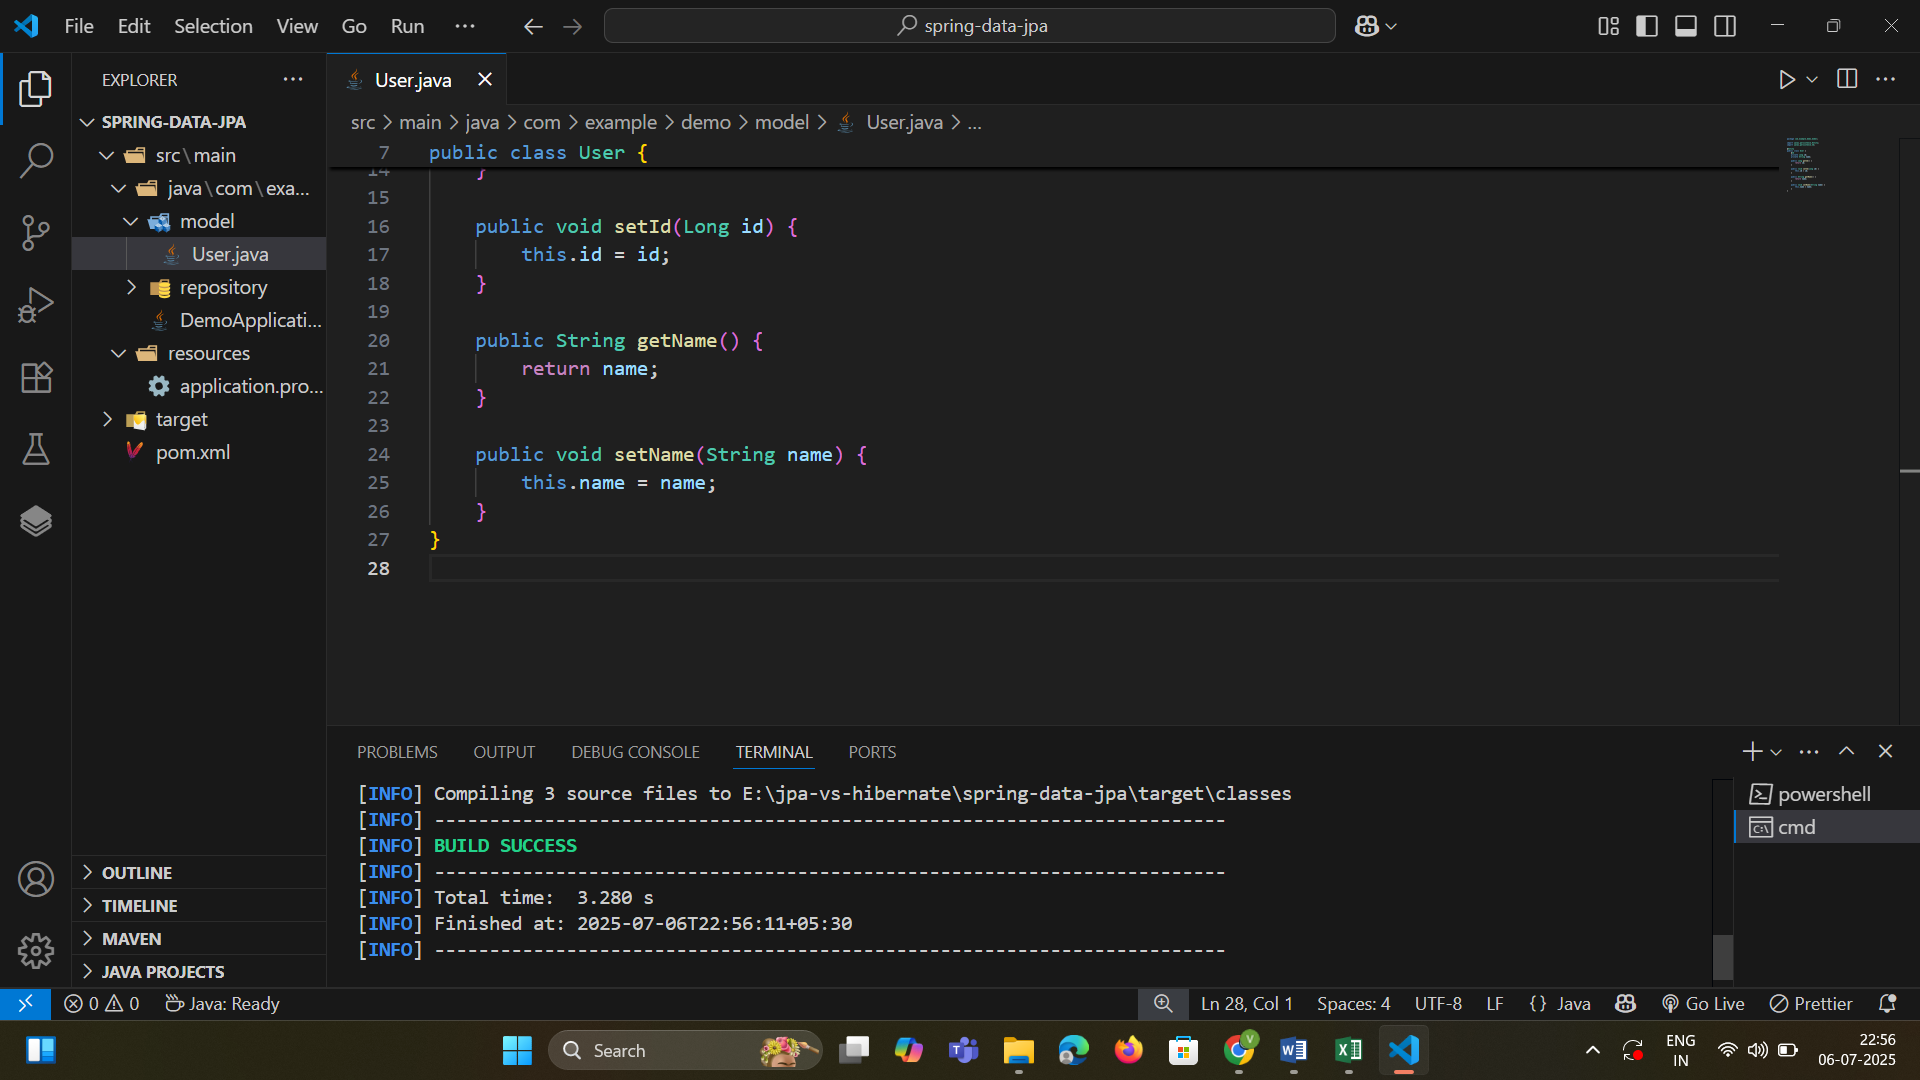 File Edit Selection View Go Run ···
spring-data-jpa
EXPLORER
SPRING-DATA-JPA
src\main
java\com\exa...
model
User.java
repository
DemoApplicati...
resources
application.pro...
target
pom.xml
OUTLINE
TIMELINE
MAVEN
JAVA PROJECTS
User.java
src > main > java > com > example > demo > model > User.java > ...
7 public class User {
14 }
15
16 public void setId(Long id) {
17 this.id = id;
18 }
19
20 public String getName() {
21 return name;
22 }
23
24 public void setName(String name) {
25 this.name = name;
26 }
27 }
28
PROBLEMS OUTPUT DEBUG CONSOLE TERMINAL PORTS
[INFO] Compiling 3 source files to E:\jpa-vs-hibernate\spring-data-jpa\target\classes
[INFO] ------------------------------------------------------------------------
[INFO] BUILD SUCCESS
[INFO] ------------------------------------------------------------------------
[INFO] Total time:  3.280 s
[INFO] Finished at: 2025-07-06T22:56:11+05:30
[INFO] ------------------------------------------------------------------------
powershell
cmd
0 0 Java: Ready
Ln 28, Col 1 Spaces: 4 UTF-8 LF {} Java Go Live Prettier
Search
ENG
IN
22:56
06-07-2025